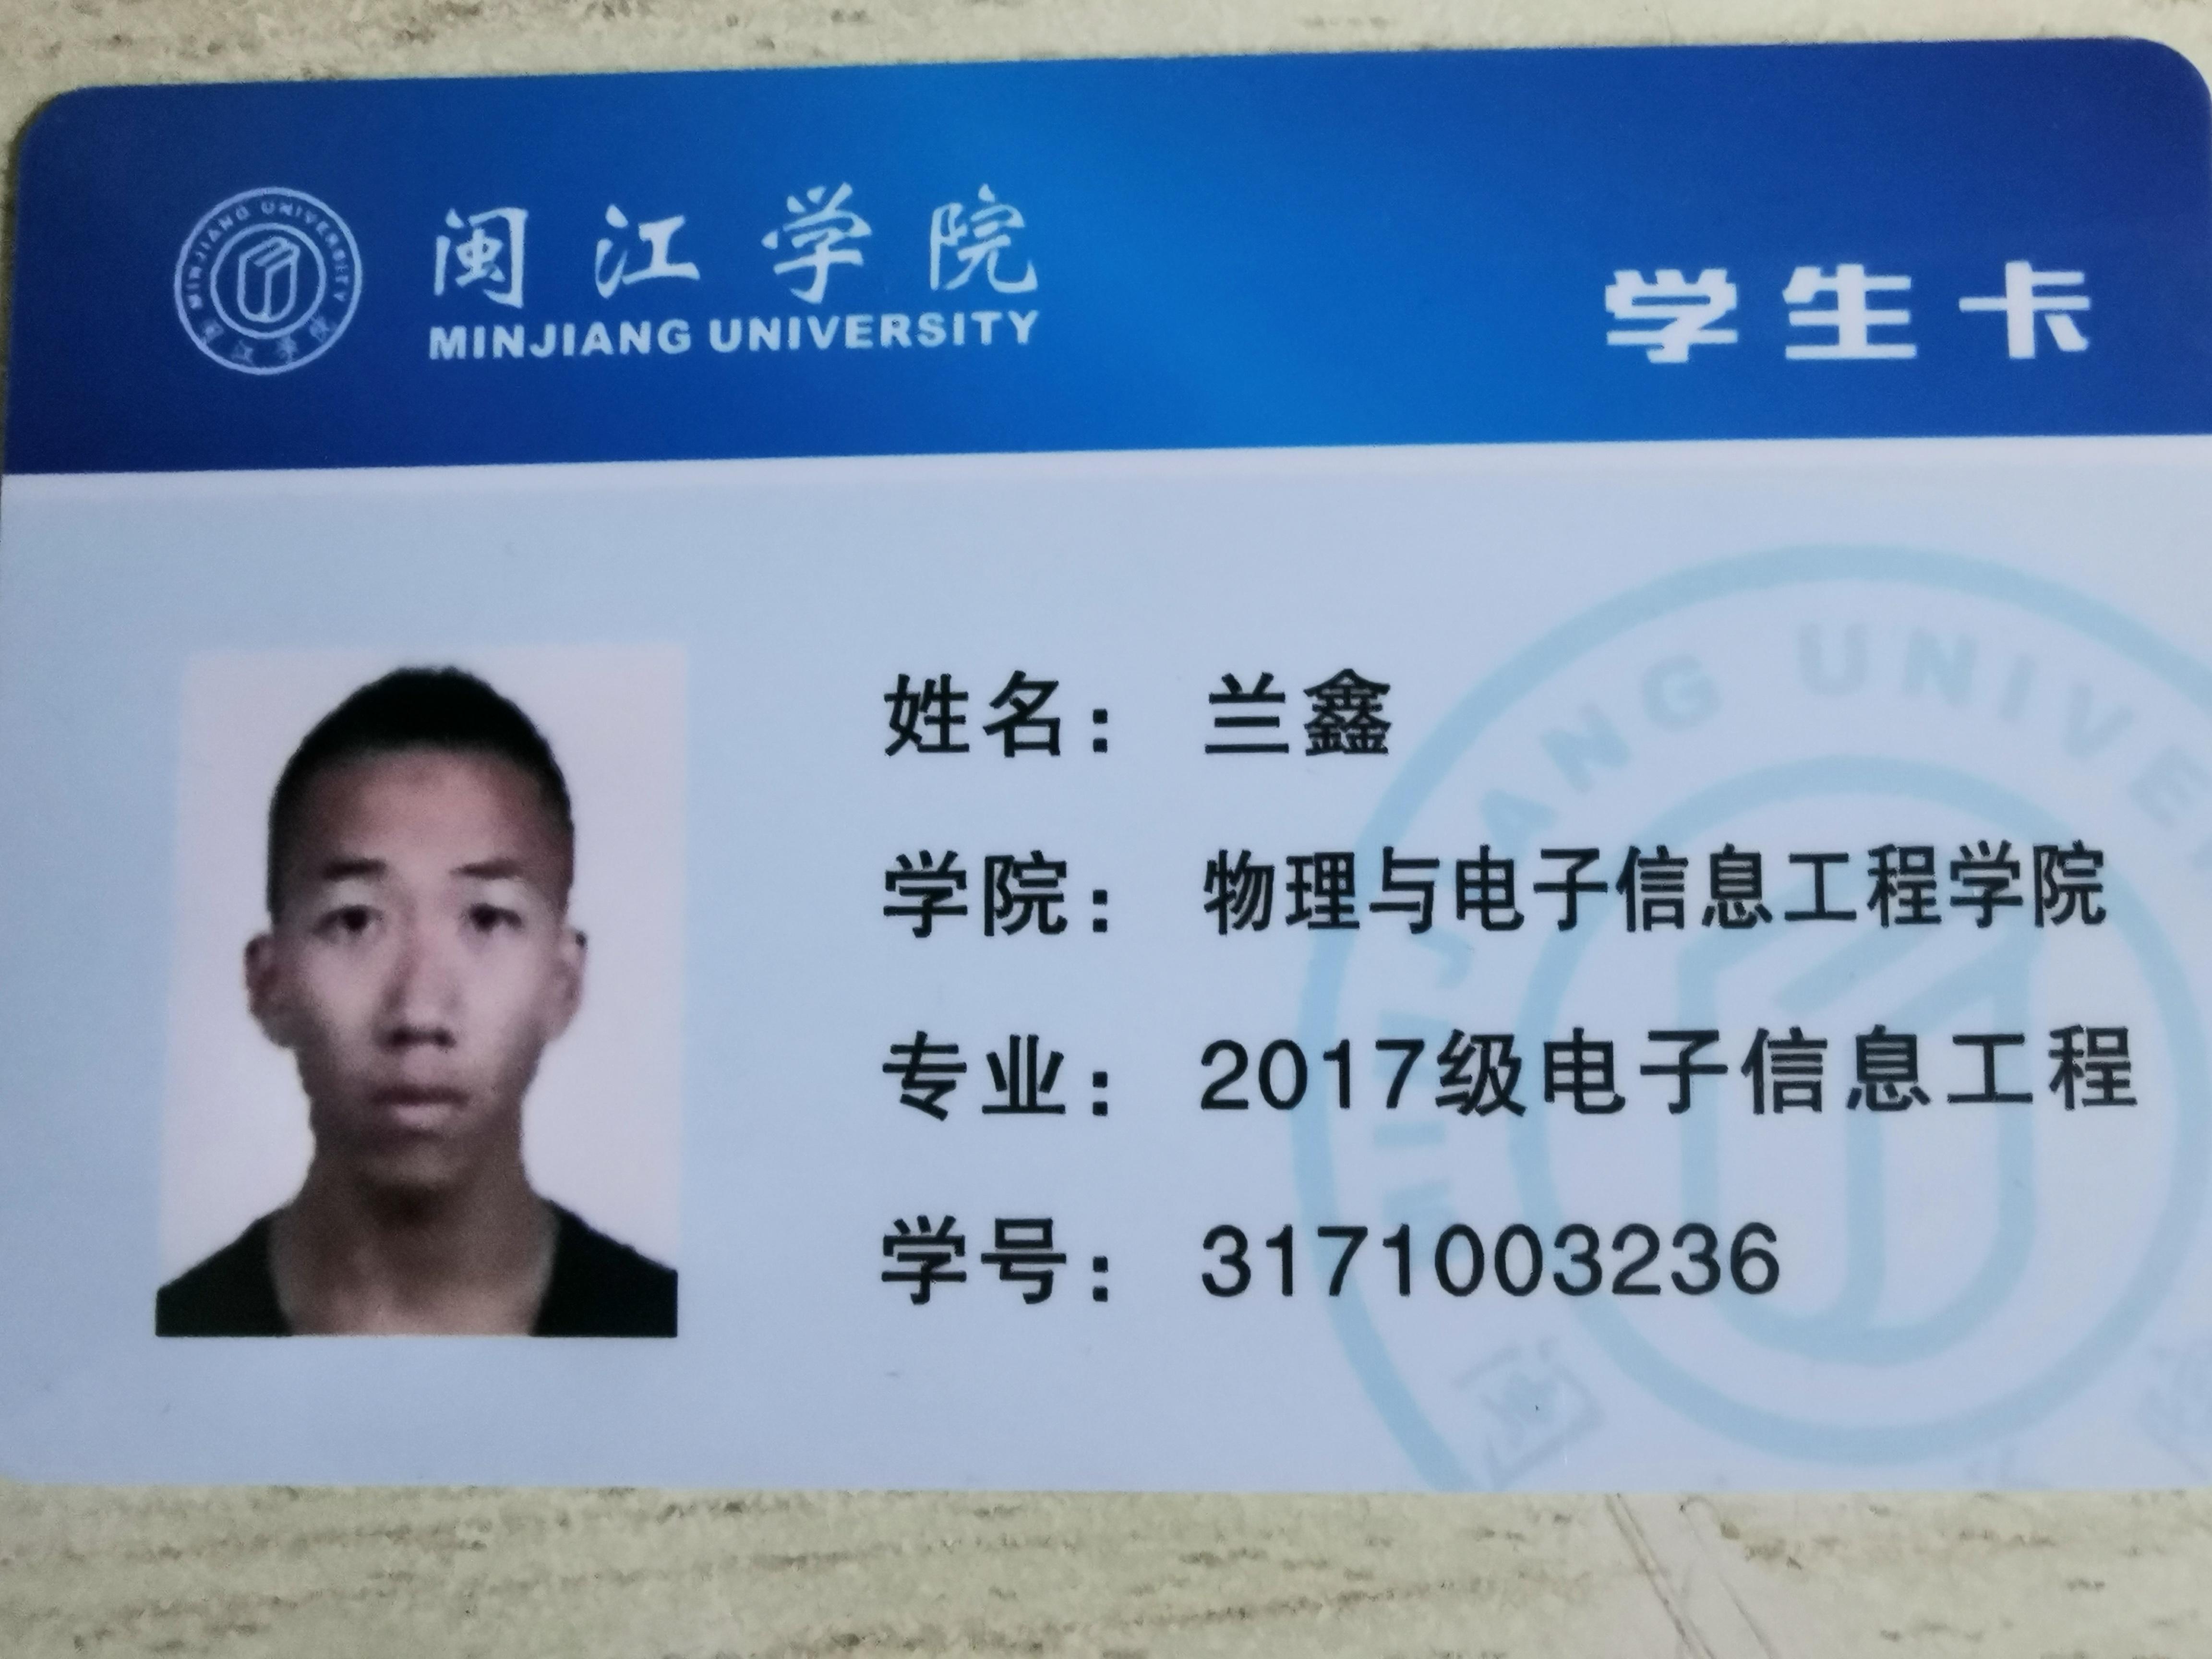 闽江学院
MINJIANG UNIVERSITY
学生卡
MINJIANG UNIVERSITY
闽江学院
姓名： 兰鑫
学院： 物理与电子信息工程学院
专业： 2017级电子信息工程
学号： 3171003236